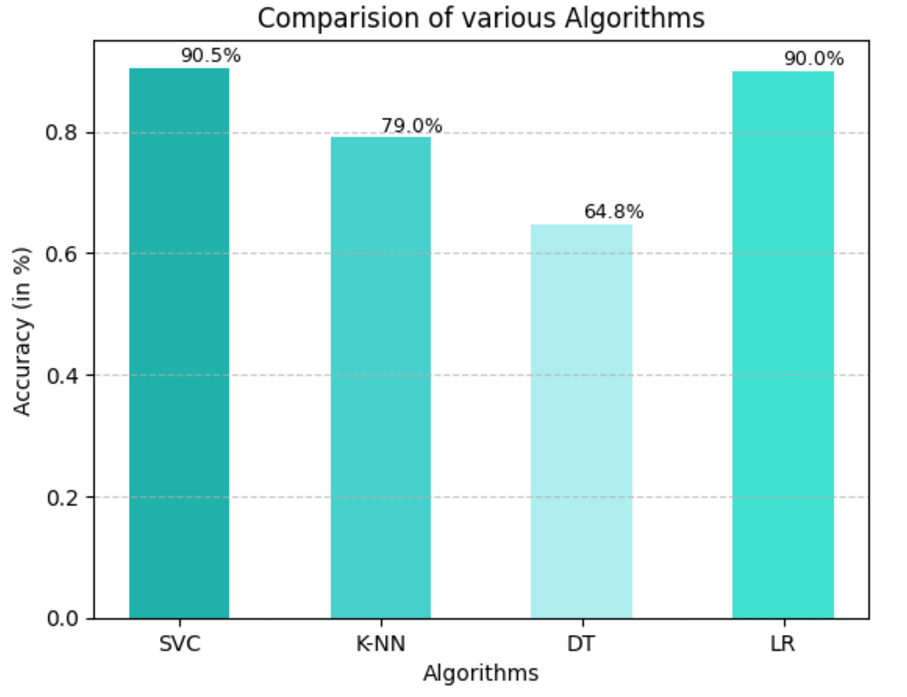 Comparision of various Algorithms
90.5%
90.0%
79.0%
64.8%
0.8
0.6
0.4
0.2
0.0
Accuracy (in %)
SVC K-NN DT LR
Algorithms